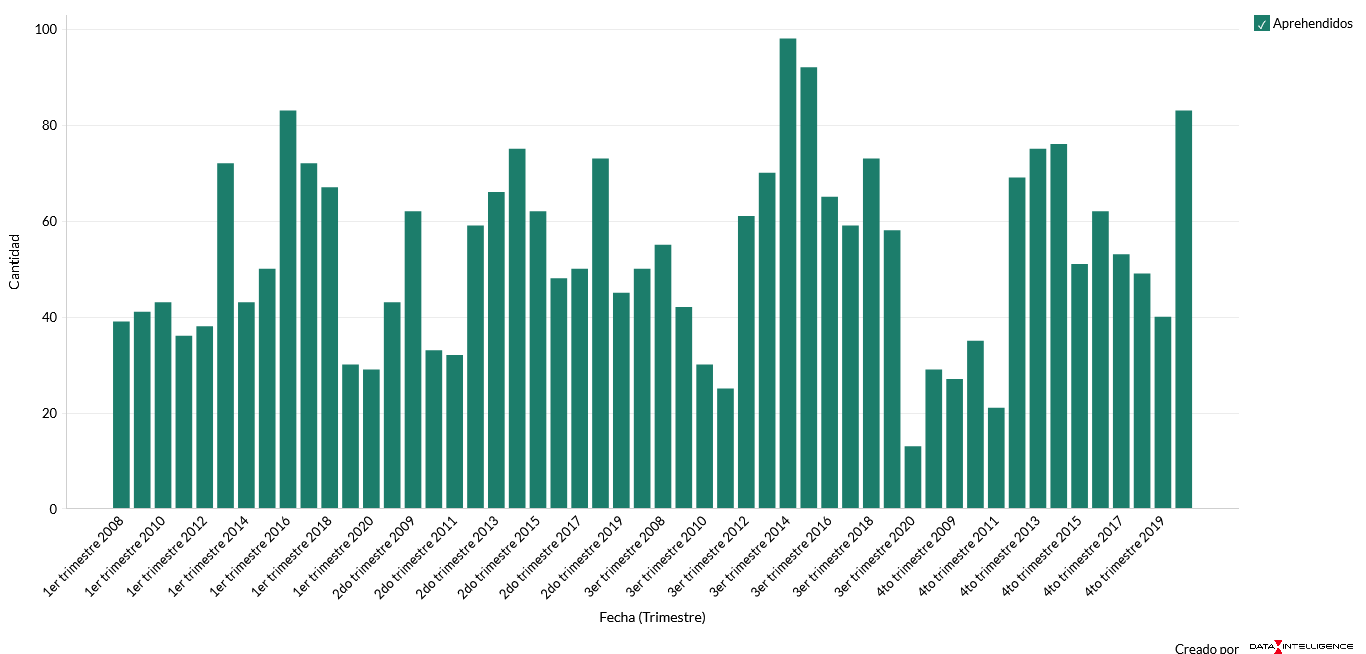 Aprehendidos
100
80
60
40
20
0
Cantidad
1er trimestre 2008
1er trimestre 2010
1er trimestre 2012
1er trimestre 2014
1er trimestre 2016
1er trimestre 2018
1er trimestre 2020
2do trimestre 2009
2do trimestre 2011
2do trimestre 2013
2do trimestre 2015
2do trimestre 2017
2do trimestre 2019
3er trimestre 2008
3er trimestre 2010
3er trimestre 2012
3er trimestre 2014
3er trimestre 2016
3er trimestre 2018
3er trimestre 2020
4to trimestre 2009
4to trimestre 2011
4to trimestre 2013
4to trimestre 2015
4to trimestre 2017
4to trimestre 2019
Fecha (Trimestre)
Creado por DATA INTELLIGENCE